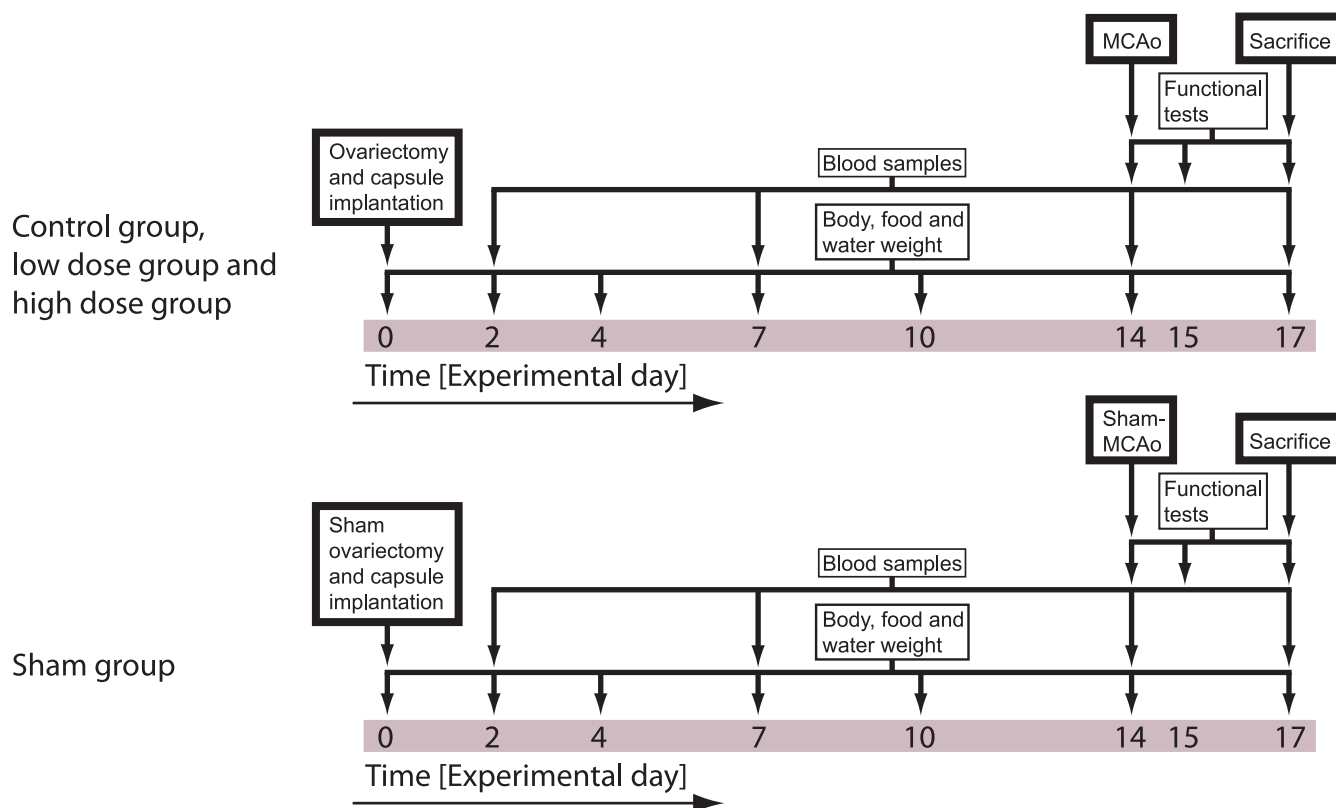 MCAo
Sacrifice
Functional
tests
Ovariectomy
and capsule
implantation
Blood samples
Body, food and
water weight
Control group,
low dose group and
high dose group
0 2 4 7 10 14 15 17
Time [Experimental day]
Sham-
MCAo
Sacrifice
Functional
tests
Sham
ovariectomy
and capsule
implantation
Blood samples
Body, food and
water weight
Sham group
0 2 4 7 10 14 15 17
Time [Experimental day]